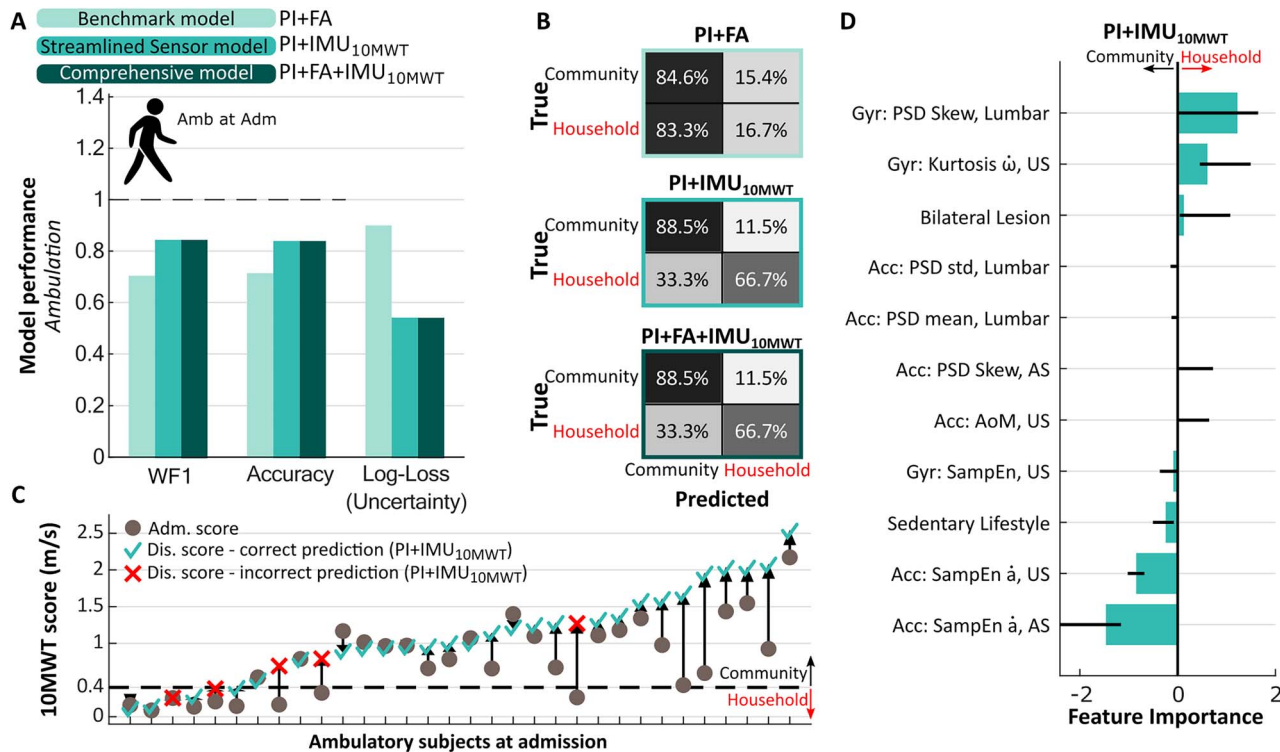 A
Benchmark model PI+FA
Streamlined Sensor model PI+IMU10MWT
Comprehensive model PI+FA+IMU10MWT
1.4
1.2
1
0.8
0.6
0.4
0.2
0
Amb at Adm
Model performance
Ambulation
WF1 Accuracy Log-Loss
(Uncertainty)
B
PI+FA
True
Community 84.6% 15.4%
Household 83.3% 16.7%
PI+IMU10MWT
True
Community 88.5% 11.5%
Household 33.3% 66.7%
PI+FA+IMU10MWT
True
Community 88.5% 11.5%
Household 33.3% 66.7%
Community Household
Predicted
C
10MWT score (m/s)
2.5
2
1.5
1
0.4
0
Adm. score
Dis. score - correct prediction (PI+IMU10MWT)
Dis. score - incorrect prediction (PI+IMU10MWT)
Community
Household
Ambulatory subjects at admission
D
PI+IMU10MWT
Community Household
Gyr: PSD Skew, Lumbar
Gyr: Kurtosis ω̇, US
Bilateral Lesion
Acc: PSD std, Lumbar
Acc: PSD mean, Lumbar
Acc: PSD Skew, AS
Acc: AoM, US
Gyr: SampEn, US
Sedentary Lifestyle
Acc: SampEn ȧ, US
Acc: SampEn ȧ, AS
−2 0 2
Feature Importance